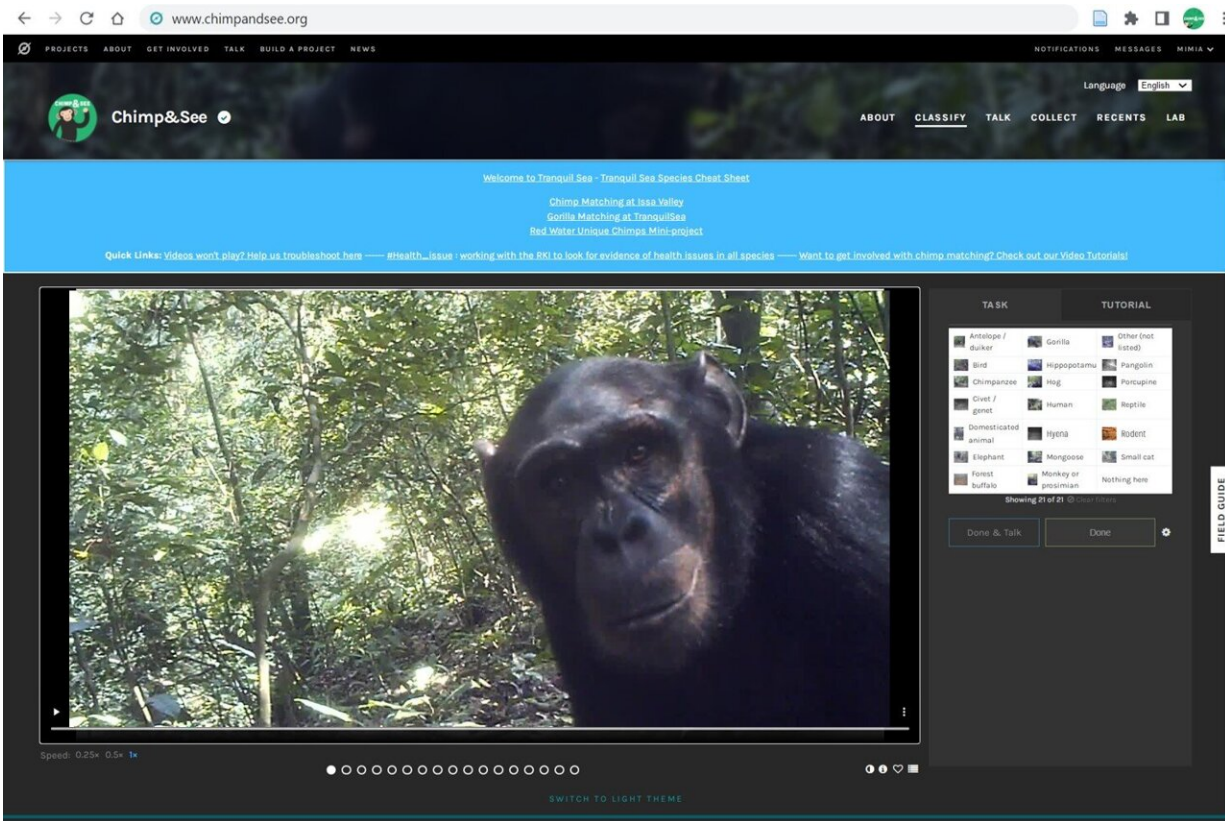 www.chimpandsee.org
PROJECTS ABOUT GET INVOLVED TALK BUILD A PROJECT NEWS NOTIFICATIONS MESSAGES MIMIA
Language English
CHIMP & SEE
Chimp&See ABOUT CLASSIFY TALK COLLECT RECENTS LAB
Welcome to Tranquil Sea - Tranquil Sea Species Cheat Sheet
Chimp Matching at Issa Valley
Gorilla Matching at TranquilSea
Red Water Unique Chimps Mini-project
Quick Links: Videos won't play? Help us troubleshoot here —— #Health_issue : working with the RKI to look for evidence of health issues in all species —— Want to get involved with chimp matching? Check out our Video Tutorials!
TASK TUTORIAL
Antelope / duiker Gorilla Other (not listed)
Bird Hippopotamu Pangolin
Chimpanzee Hog Porcupine
Civet / genet Human Reptile
Domesticated animal Hyena Rodent
Elephant Mongoose Small cat
Forest buffalo Monkey or prosimian Nothing here
Showing 21 of 21 Clear filters
Done & Talk Done
FIELD GUIDE
Speed: 0.25× 0.5× 1×
SWITCH TO LIGHT THEME